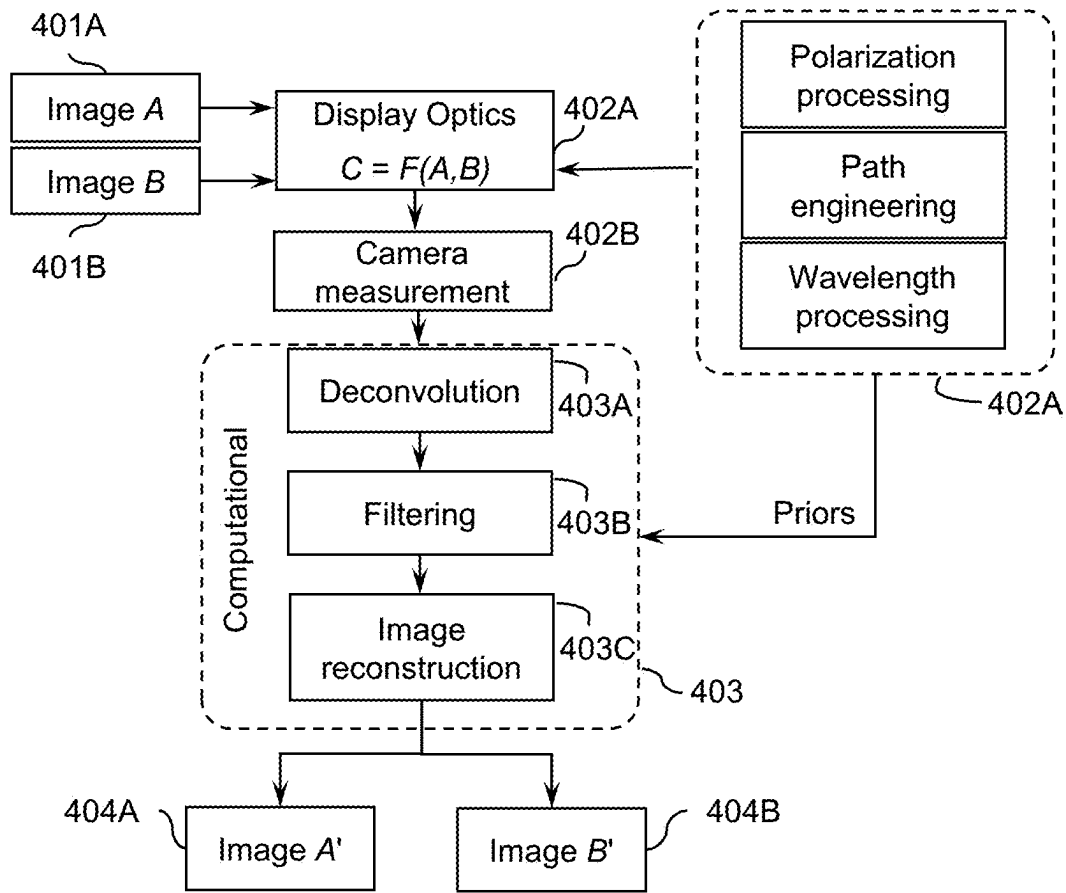 401A
Image A
Image B
401B
Display Optics
C = F(A,B)
402A
Camera
measurement
402B
Polarization
processing
Path
engineering
Wavelength
processing
402A
Priors
Computational
Deconvolution
403A
Filtering
403B
Image
reconstruction
403C
403
404A
Image A'
Image B'
404B